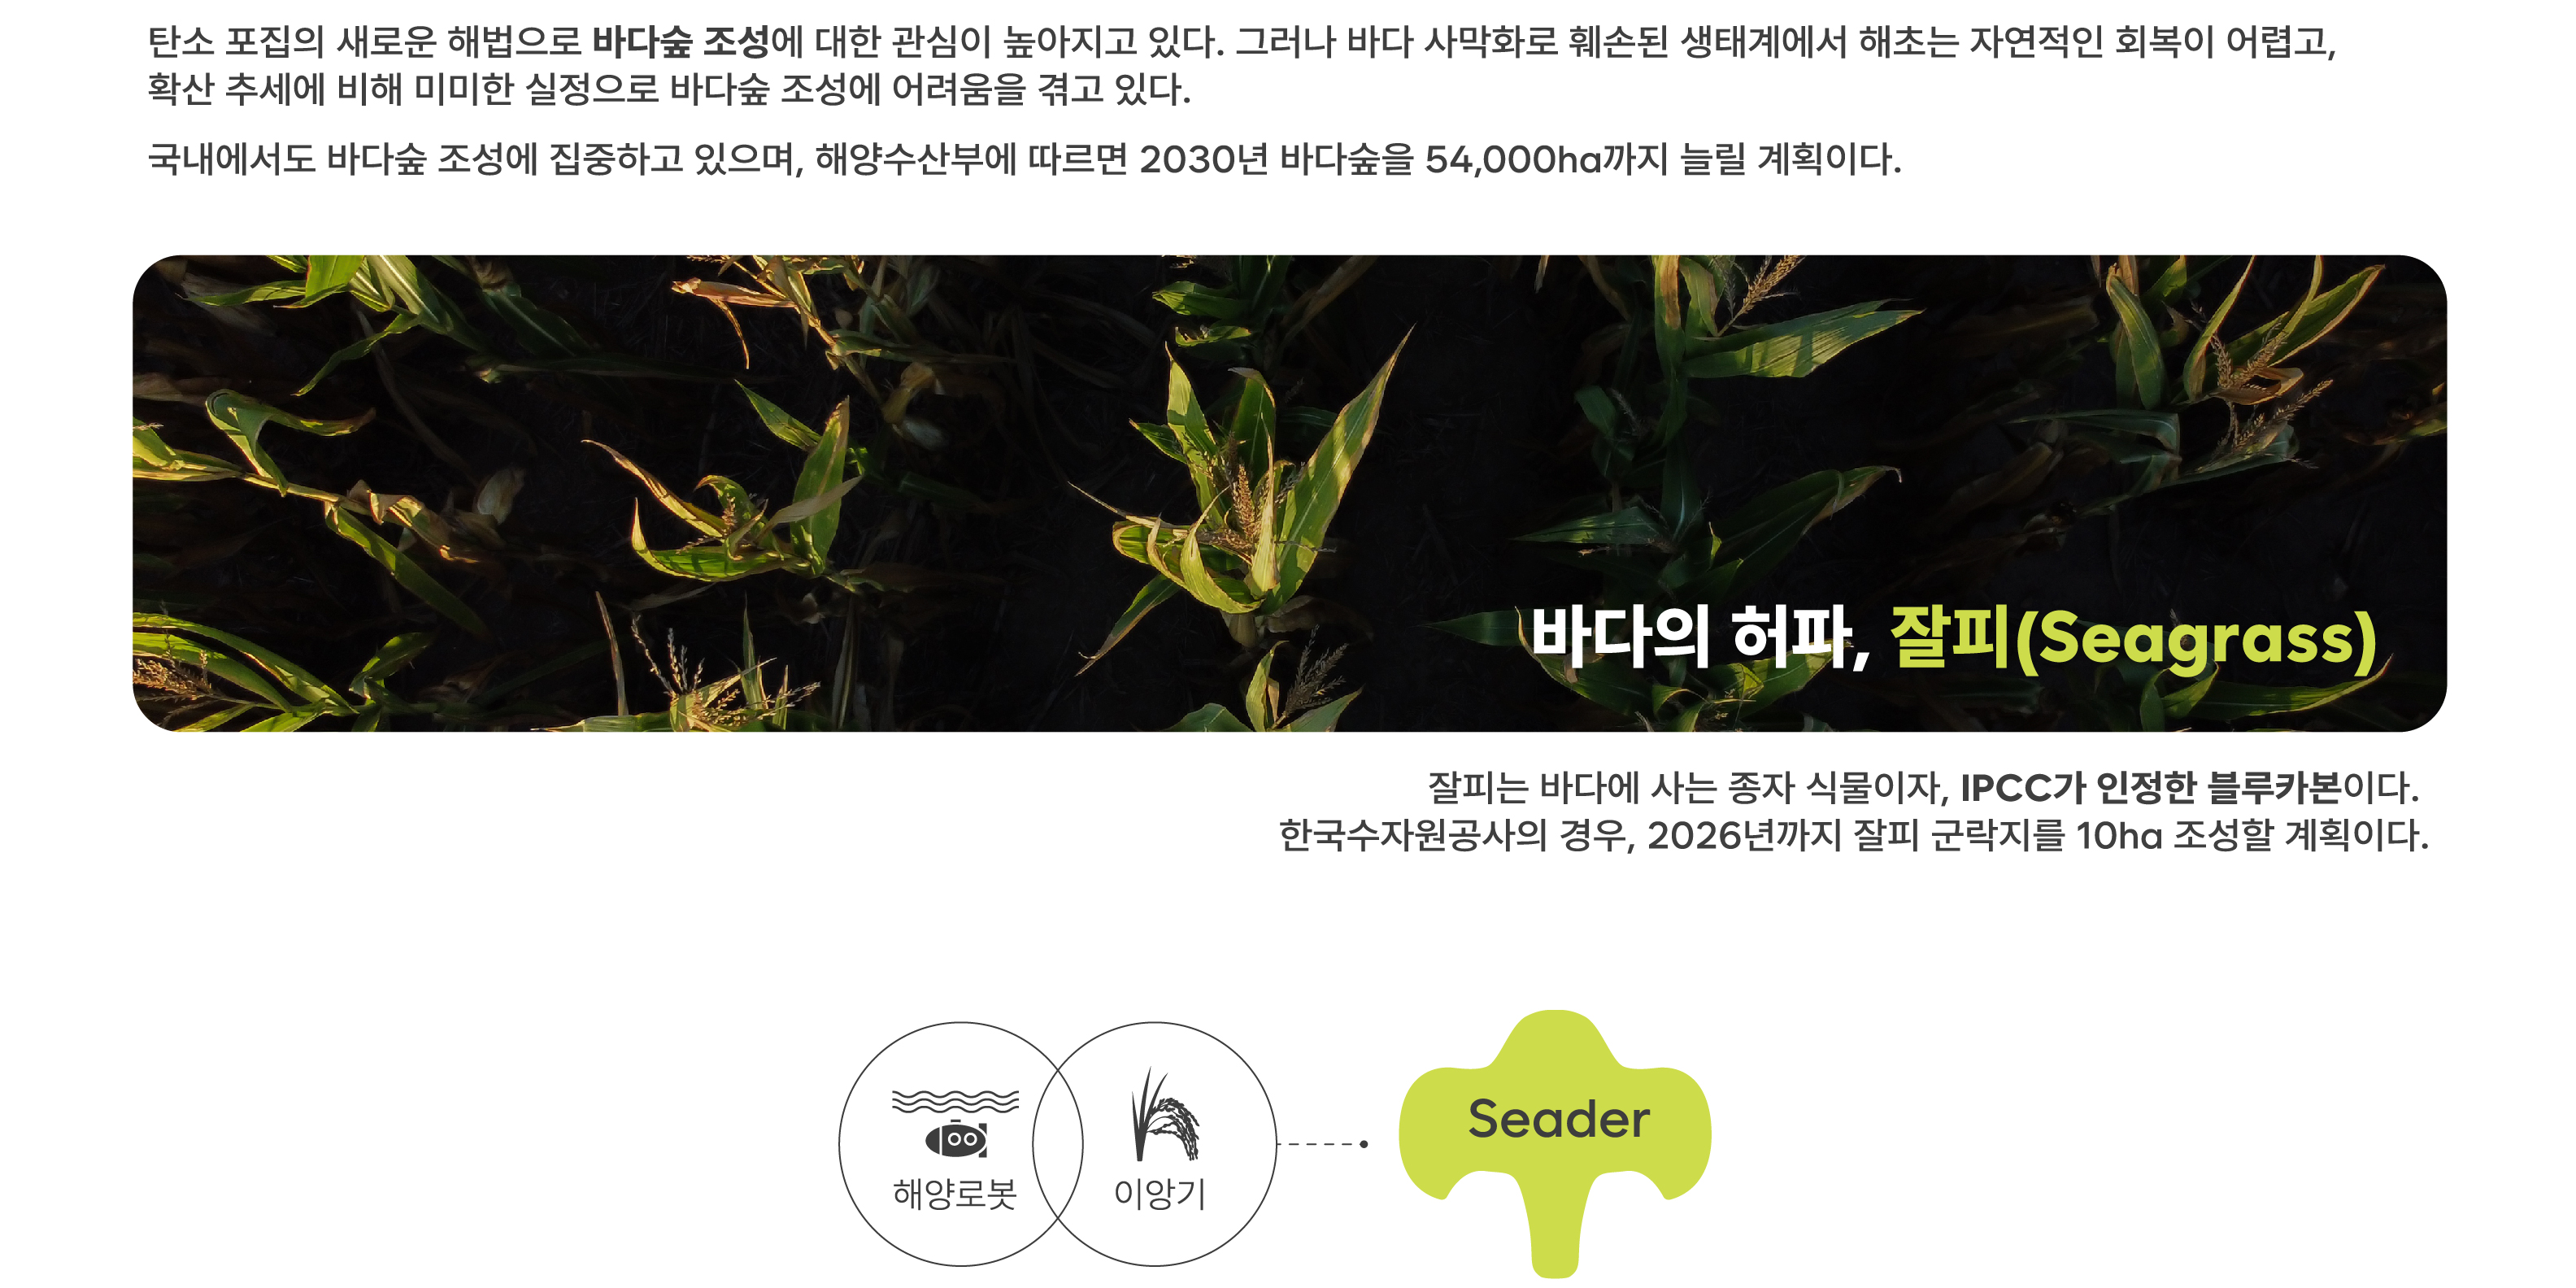 탄소 포집의 새로운 해법으로 바다숲 조성에 대한 관심이 높아지고 있다. 그러나 바다 사막화로 훼손된 생태계에서 해초는 자연적인 회복이 어렵고,
확산 추세에 비해 미미한 실정으로 바다숲 조성에 어려움을 겪고 있다.
국내에서도 바다숲 조성에 집중하고 있으며, 해양수산부에 따르면 2030년 바다숲을 54,000ha까지 늘릴 계획이다.
바다의 허파, 잘피(Seagrass)
잘피는 바다에 사는 종자 식물이자, IPCC가 인정한 블루카본이다.
한국수자원공사의 경우, 2026년까지 잘피 군락지를 10ha 조성할 계획이다.
해양로봇
이앙기
Seader